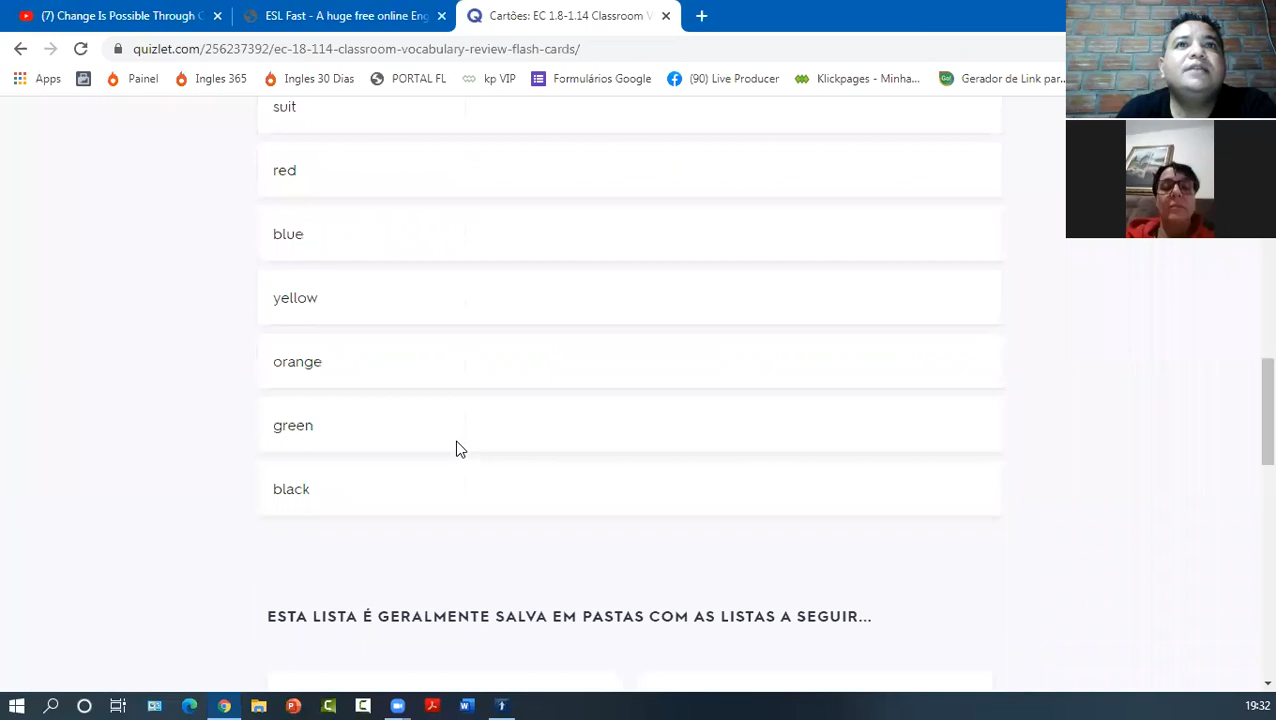 (7) Change Is Possible Through C
ESL Fast - A huge free online Eng
Cartões: EC 1.8-1.14 Classroom V
quizlet.com/256237392/ec-18-114-classroom-vocabulary-review-flash-cards/
Apps
Painel
Ingles 365
Ingles 30 Dias
PORTAL FL
kp VIP
Formulários Google
(90) Live Producer
Klickpages - Minha...
Go!
Gerador de Link par...
suit
red
blue
yellow
orange
green
black
ESTA LISTA É GERALMENTE SALVA EM PASTAS COM AS LISTAS A SEGUIR...
19:32